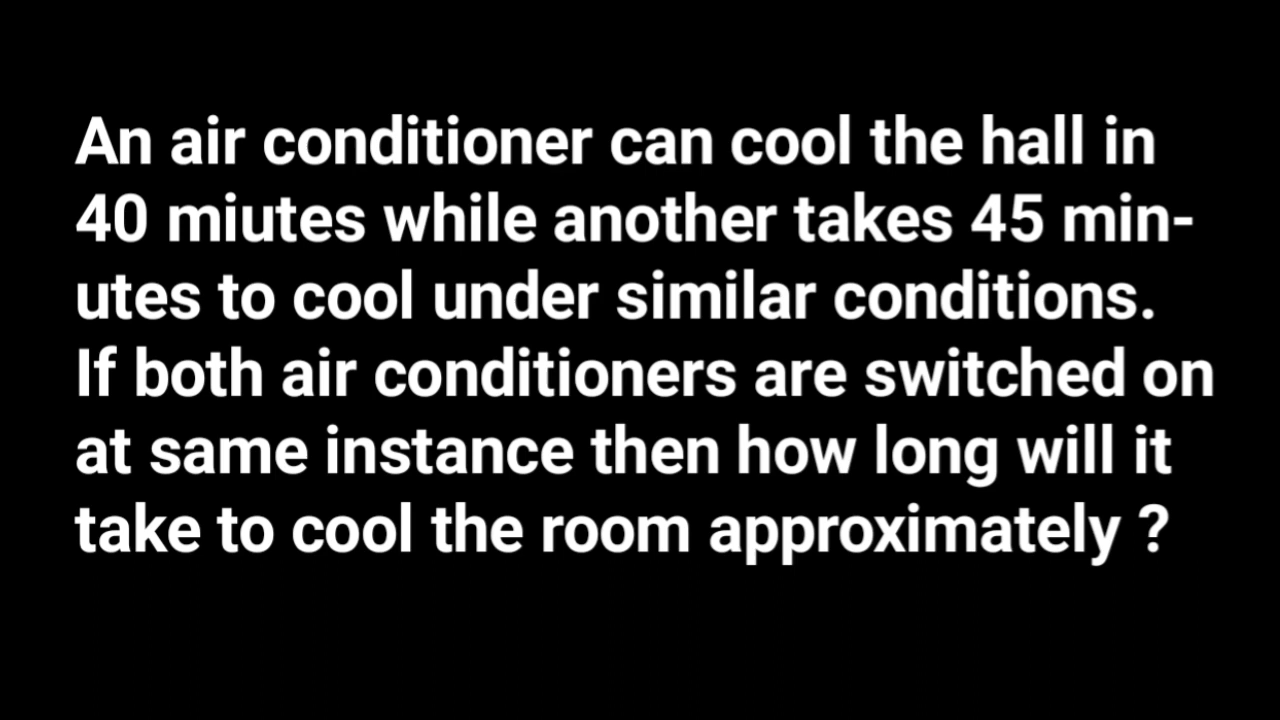 An air conditioner can cool the hall in
40 miutes while another takes 45 min-
utes to cool under similar conditions.
If both air conditioners are switched on
at same instance then how long will it
take to cool the room approximately ?